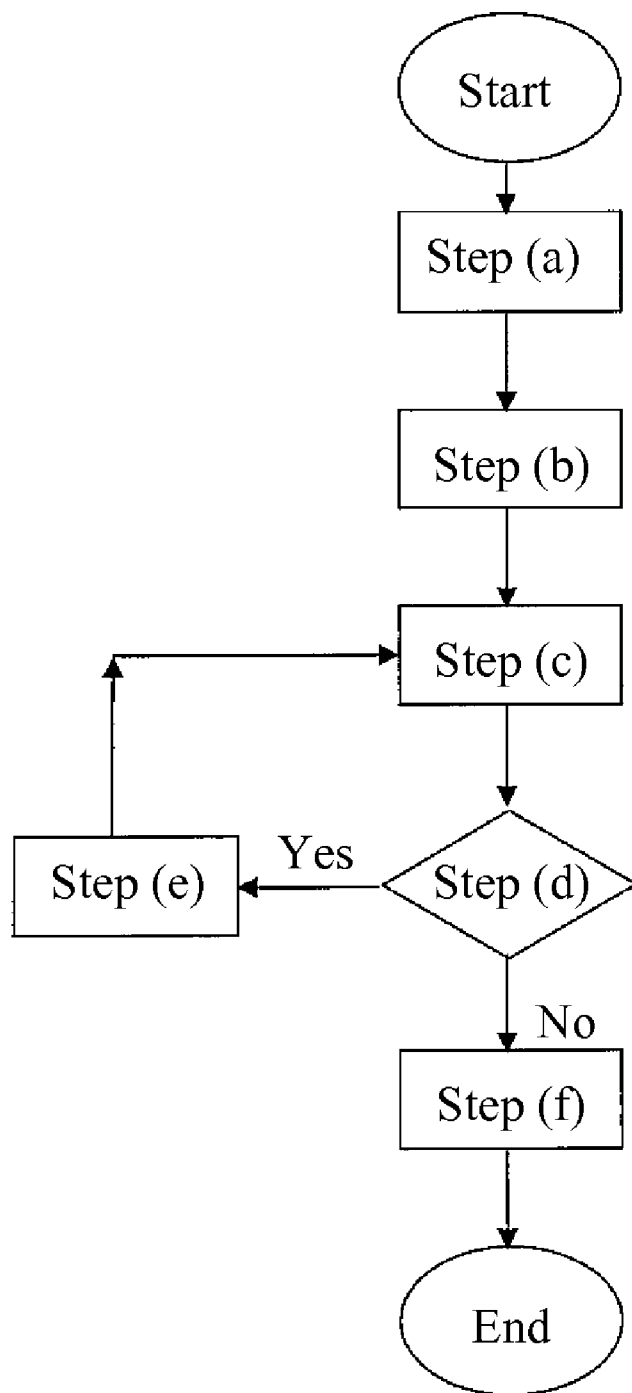 Start
Step (a)
Step (b)
Step (c)
Yes
Step (e)
Step (d)
No
Step (f)
End